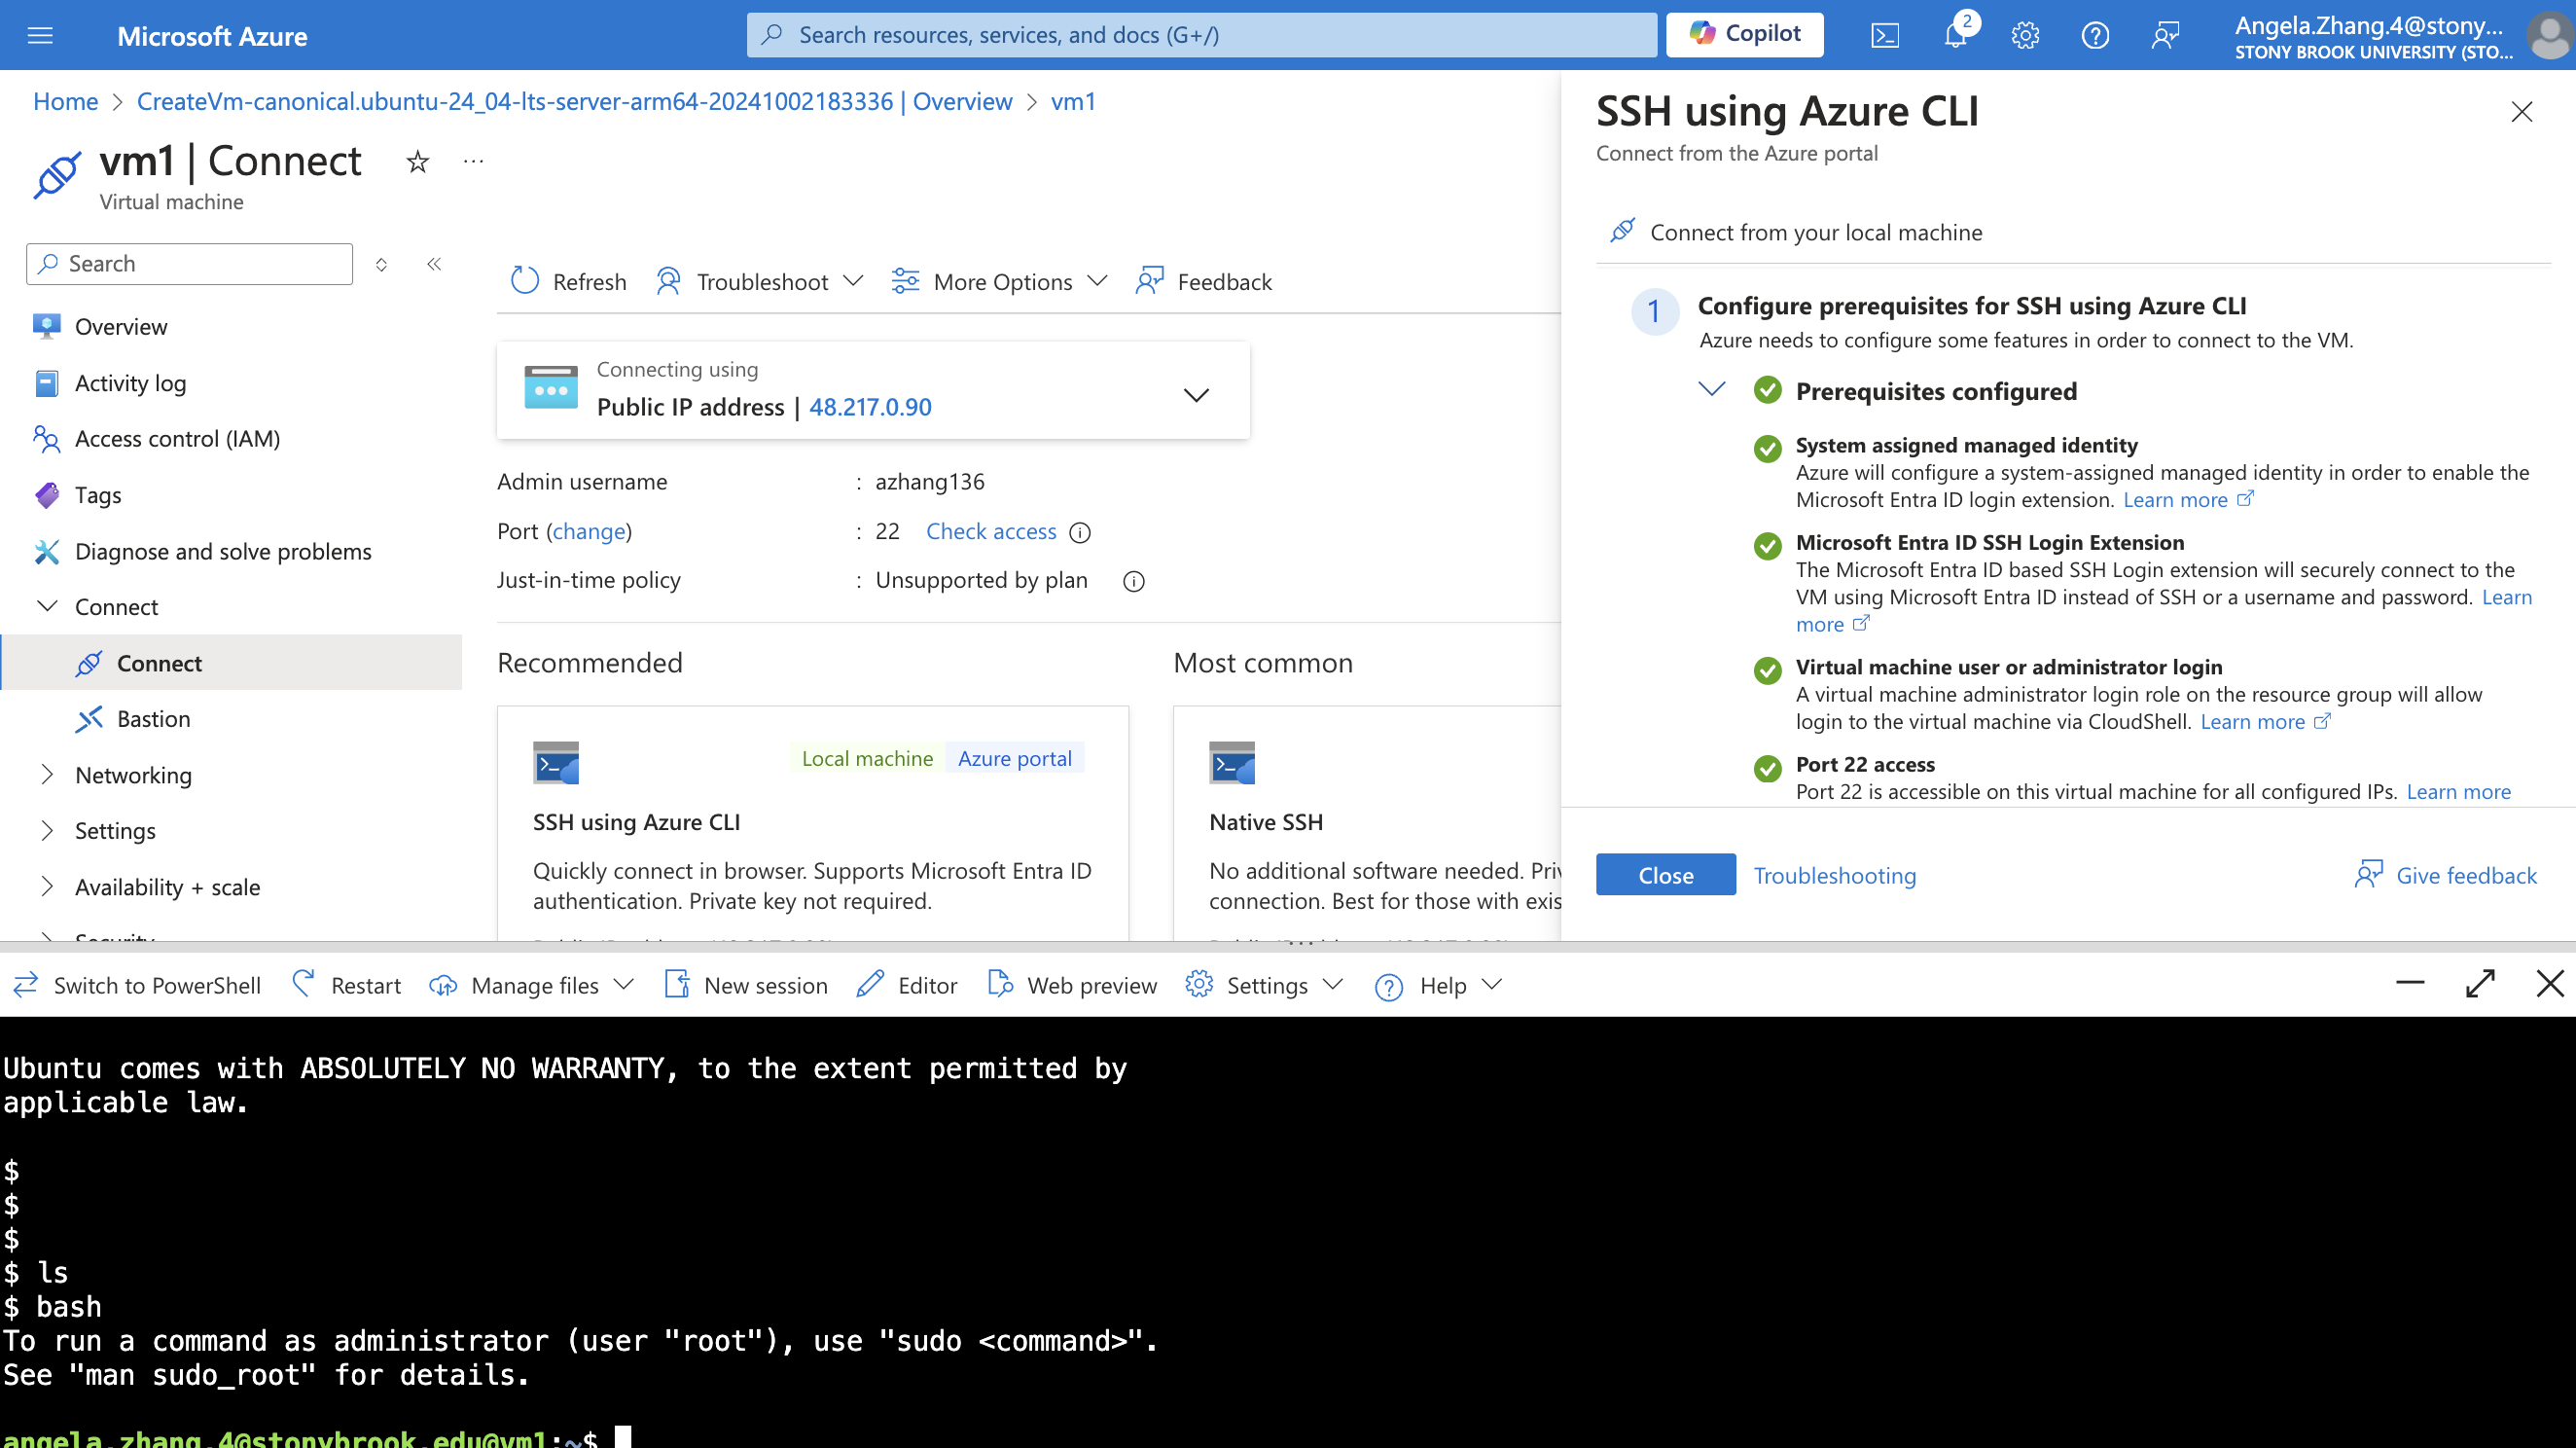 Microsoft Azure
Search resources, services, and docs (G+/)
Copilot
2
Angela.Zhang.4@stony...
STONY BROOK UNIVERSITY (STO...
Home > CreateVm-canonical.ubuntu-24_04-lts-server-arm64-20241002183336 | Overview > vm1
vm1 | Connect
...
Virtual machine
Search
Overview
Activity log
Access control (IAM)
Tags
Diagnose and solve problems
Connect
Connect
Bastion
Networking
Settings
Availability + scale
Security
Refresh
Troubleshoot
More Options
Feedback
Connecting using
Public IP address | 48.217.0.90
Admin username : azhang136
Port (change) : 22 Check access
Just-in-time policy : Unsupported by plan
Recommended
Local machine
Azure portal
SSH using Azure CLI
Quickly connect in browser. Supports Microsoft Entra ID
authentication. Private key not required.
Most common
Native SSH
No additional software needed. Priv
connection. Best for those with exis
SSH using Azure CLI
Connect from the Azure portal
Connect from your local machine
1
Configure prerequisites for SSH using Azure CLI
Azure needs to configure some features in order to connect to the VM.
Prerequisites configured
System assigned managed identity
Azure will configure a system-assigned managed identity in order to enable the
Microsoft Entra ID login extension. Learn more
Microsoft Entra ID SSH Login Extension
The Microsoft Entra ID based SSH Login extension will securely connect to the
VM using Microsoft Entra ID instead of SSH or a username and password. Learn
more
Virtual machine user or administrator login
A virtual machine administrator login role on the resource group will allow
login to the virtual machine via CloudShell. Learn more
Port 22 access
Port 22 is accessible on this virtual machine for all configured IPs. Learn more
Close
Troubleshooting
Give feedback
Switch to PowerShell
Restart
Manage files
New session
Editor
Web preview
Settings
Help
Ubuntu comes with ABSOLUTELY NO WARRANTY, to the extent permitted by
applicable law.
$
$
$
$ ls
$ bash
To run a command as administrator (user "root"), use "sudo <command>".
See "man sudo_root" for details.
angela.zhang.4@stonybrook.edu@vm1:~$